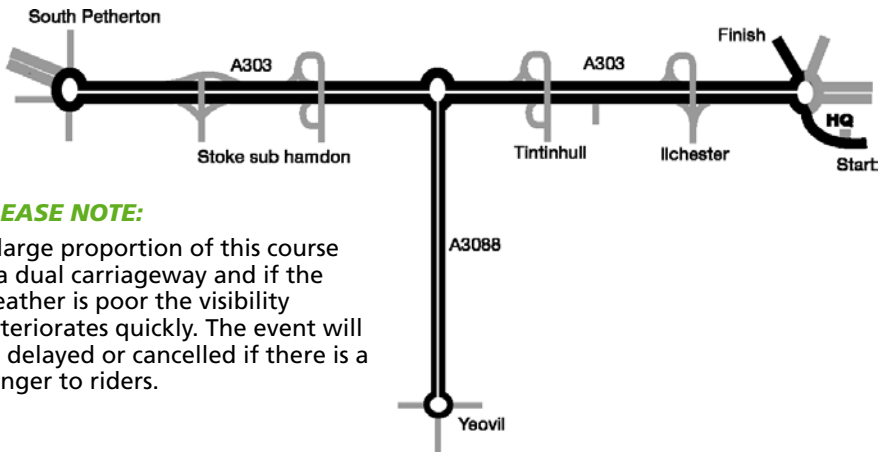 South Petherton
Finish
A303
A303
HQ
Stoke sub hamdon
Tintinhull
Ilchester
Start
EASE NOTE:
large proportion of this course
a dual carriageway and if the
eather is poor the visibility
teriorates quickly. The event will
delayed or cancelled if there is a
nger to riders.
A3088
Yeovil